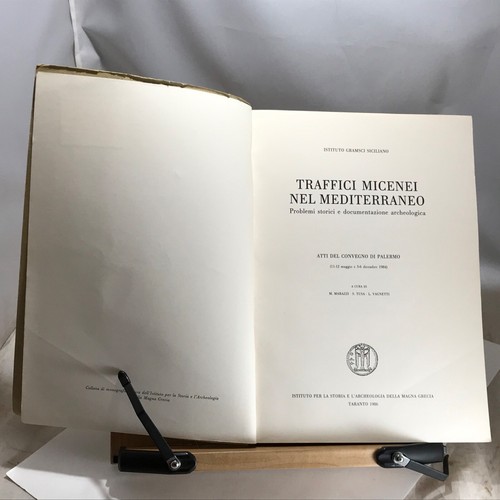 Collana di monografie dell'Istituto per la Storia e l'Archeologia
Magna Grecia
ISTITUTO GRAMSCI SICILIANO
TRAFFICI MICENEI
NEL MEDITERRANEO
Problemi storici e documentazione archeologica
ATTI DEL CONVEGNO DI PALERMO
(11-12 maggio e 3-6 dicembre 1984)
A CURA DI
M. MARAZZI S. TUSA L. VAGNETTI
ISTITUTO PER LA STORIA E L'ARCHEOLOGIA DELLA MAGNA GRECIA
TARANTO 1986